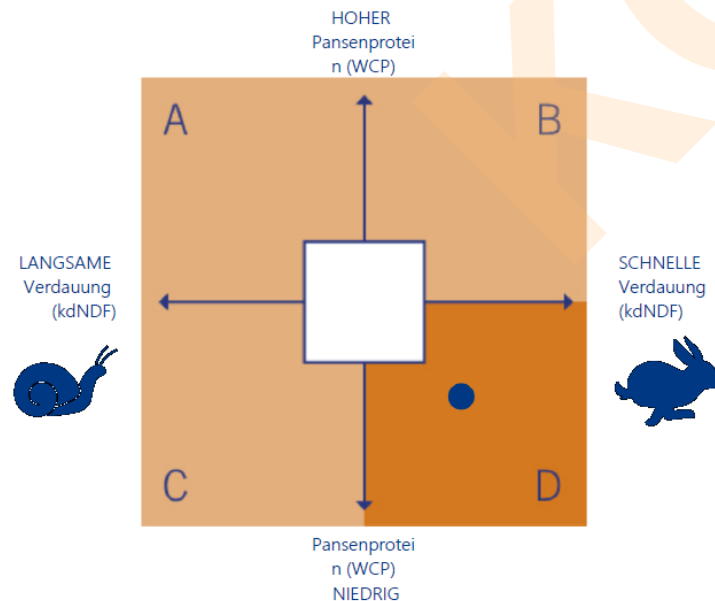 HOHER
Pansenprotei
n (WCP)
A
B
LANGSAME
Verdauung
(kdNDF)
SCHNELLE
Verdauung
(kdNDF)
C
D
Pansenprotei
n (WCP)
NIEDRIG